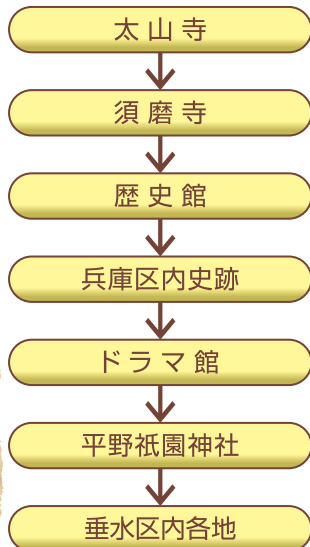 太山寺
須磨寺
歴史館
兵庫区内史跡
ドラマ館
平野祇園神社
垂水区内各地